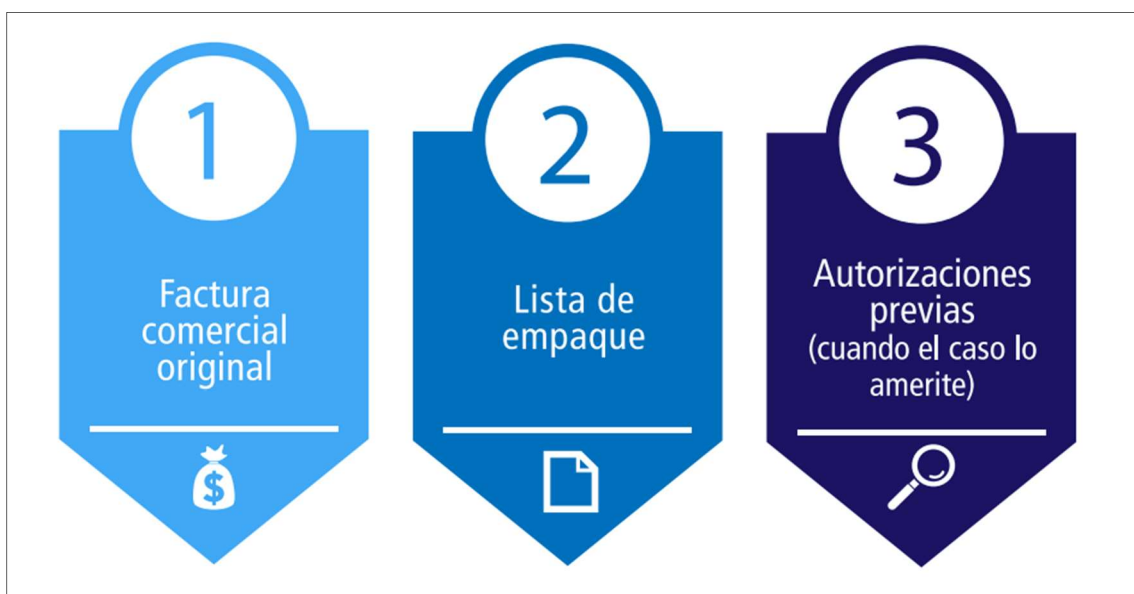 1
Factura
comercial
original
$
2
Lista de
empaque
3
Autorizaciones
previas
(cuando el caso lo
amerite)